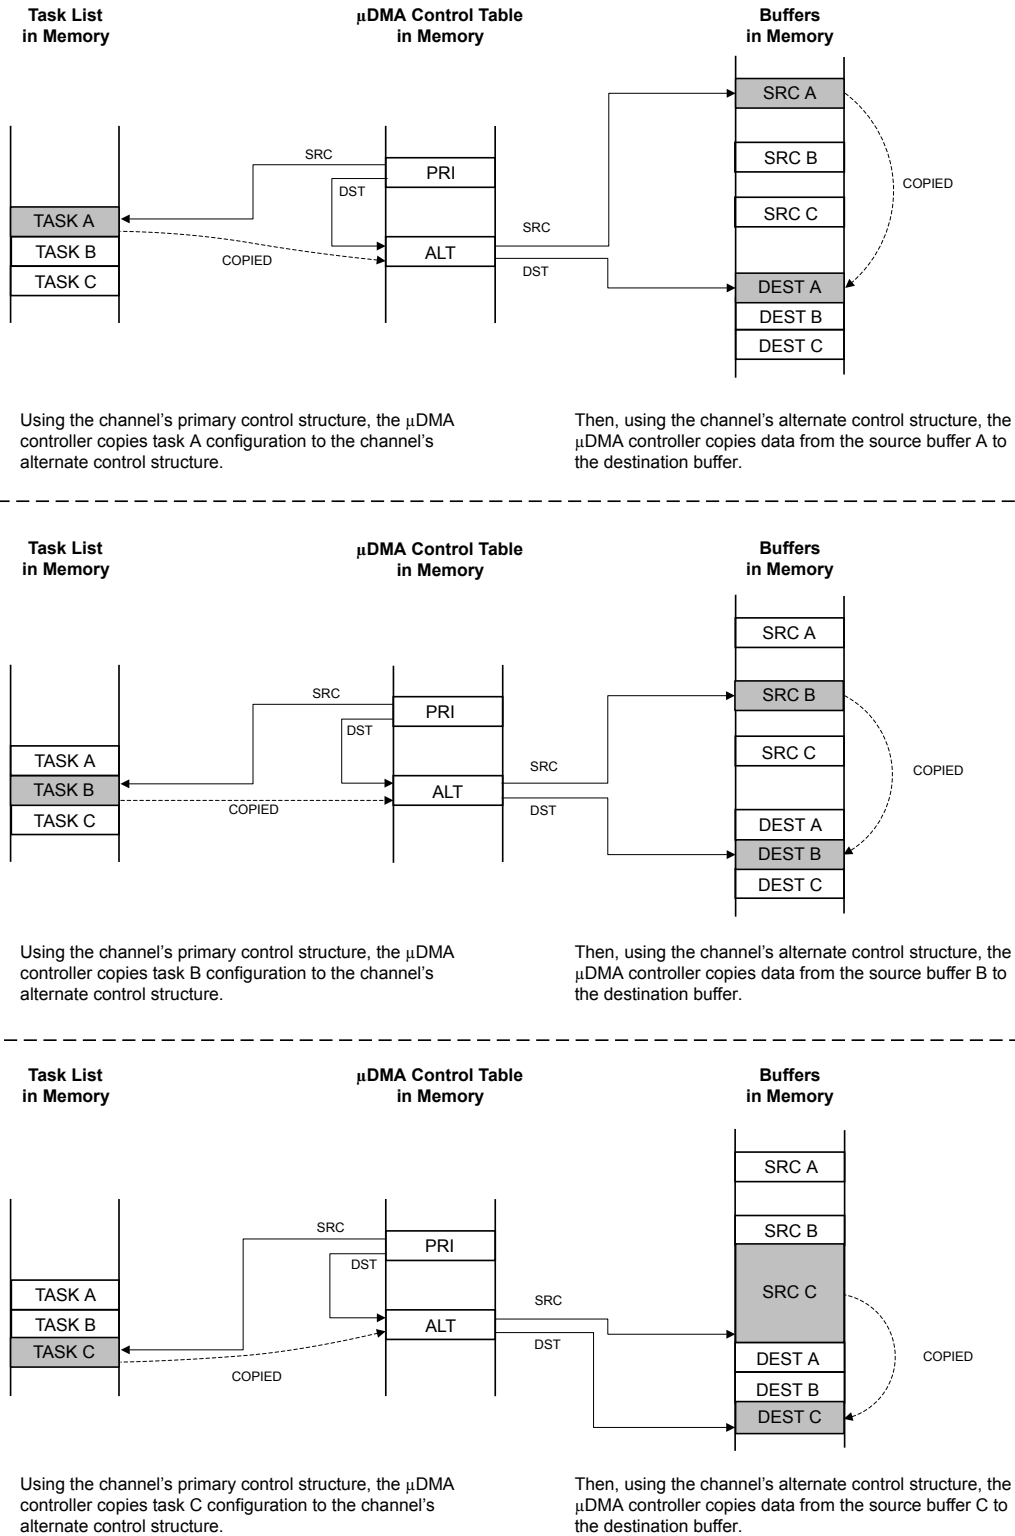 Task List
in Memory
µDMA Control Table
in Memory
Buffers
in Memory
SRC A
SRC
PRI
SRC B
COPIED
DST
SRC C
TASK A
SRC
TASK B
COPIED
ALT
TASK C
DST
DEST A
DEST B
DEST C
Using the channel's primary control structure, the µDMA
controller copies task A configuration to the channel's
alternate control structure.
Then, using the channel's alternate control structure, the
µDMA controller copies data from the source buffer A to
the destination buffer.
Task List
in Memory
µDMA Control Table
in Memory
Buffers
in Memory
SRC A
SRC
SRC B
PRI
DST
SRC C
TASK A
SRC
COPIED
TASK B
ALT
COPIED
DST
TASK C
DEST A
DEST B
DEST C
Using the channel's primary control structure, the µDMA
controller copies task B configuration to the channel's
alternate control structure.
Then, using the channel's alternate control structure, the
µDMA controller copies data from the source buffer B to
the destination buffer.
Task List
in Memory
µDMA Control Table
in Memory
Buffers
in Memory
SRC A
SRC
SRC B
PRI
DST
SRC C
TASK A
SRC
TASK B
ALT
DST
TASK C
COPIED
DEST A
COPIED
DEST B
DEST C
Using the channel's primary control structure, the µDMA
controller copies task C configuration to the channel's
alternate control structure.
Then, using the channel's alternate control structure, the
µDMA controller copies data from the source buffer C to
the destination buffer.